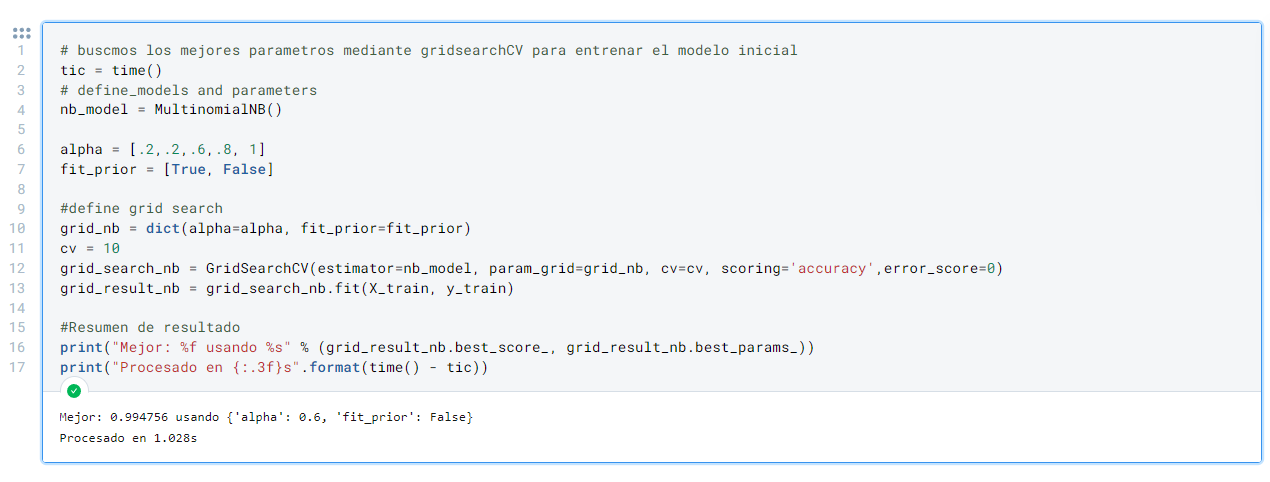 1 # buscmos los mejores parametros mediante gridsearchCV para entrenar el modelo inicial
2 tic = time()
3 # define_models and parameters
4 nb_model = MultinomialNB()
5
6 alpha = [.2,.2,.6,.8, 1]
7 fit_prior = [True, False]
8
9 #define grid search
10 grid_nb = dict(alpha=alpha, fit_prior=fit_prior)
11 cv = 10
12 grid_search_nb = GridSearchCV(estimator=nb_model, param_grid=grid_nb, cv=cv, scoring='accuracy',error_score=0)
13 grid_result_nb = grid_search_nb.fit(X_train, y_train)
14
15 #Resumen de resultado
16 print("Mejor: %f usando %s" % (grid_result_nb.best_score_, grid_result_nb.best_params_))
17 print("Procesado en {:.3f}s".format(time() - tic))
Mejor: 0.994756 usando {'alpha': 0.6, 'fit_prior': False}
Procesado en 1.028s